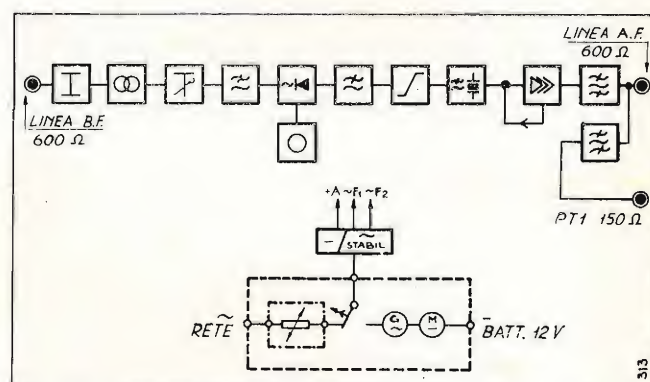 LINEA A.F.
600 Ω
LINEA B.F.
600 Ω
PT1 150 Ω
+A ~F1 ~F2
STABIL
G M
RETE
BATT. 12 V
313